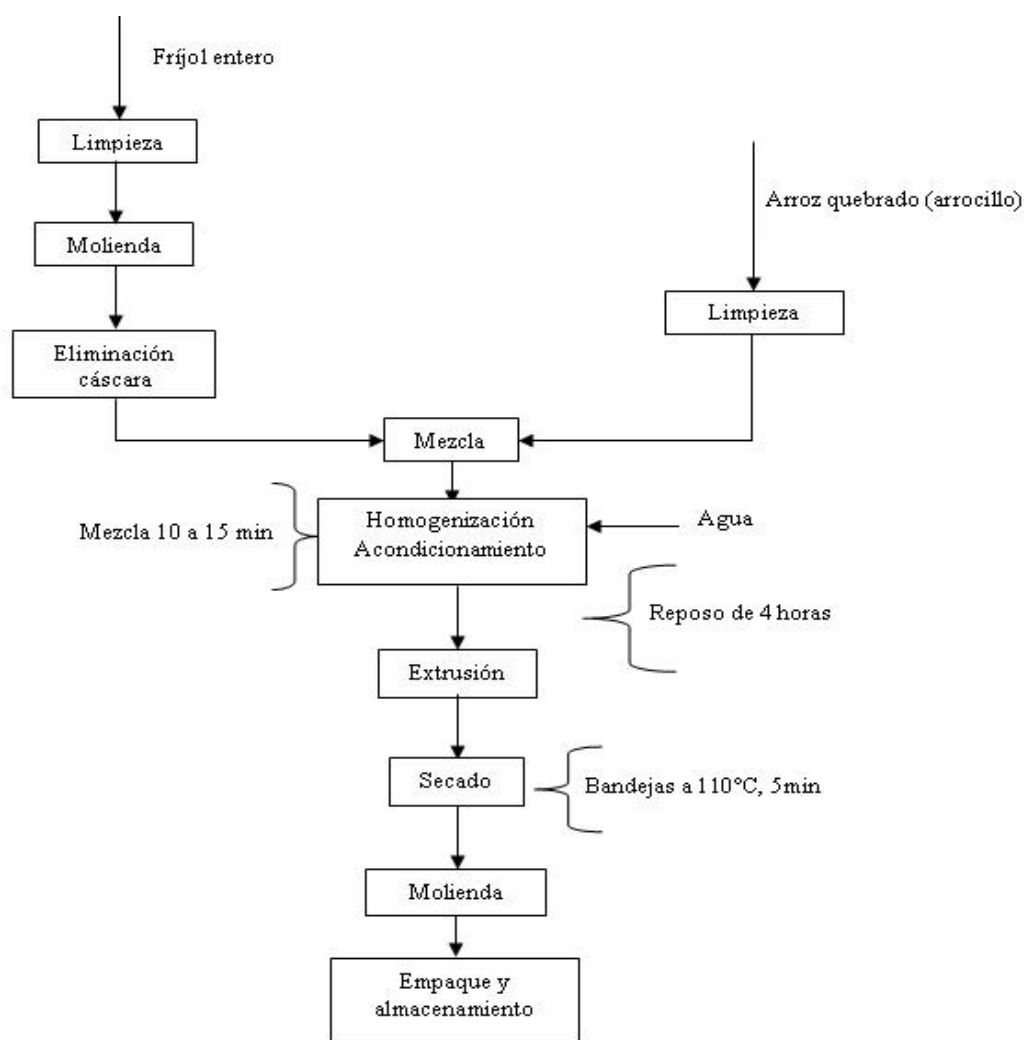 Fríjol entero
Limpieza
Molienda
Eliminación
cáscara
Arroz quebrado (arrocillo)
Limpieza
Mezcla
Mezcla 10 a 15 min
Homogenización
Acondicionamiento
Agua
Reposo de 4 horas
Extrusión
Secado
Bandejas a 110°C, 5min
Molienda
Empaque y
almacenamiento